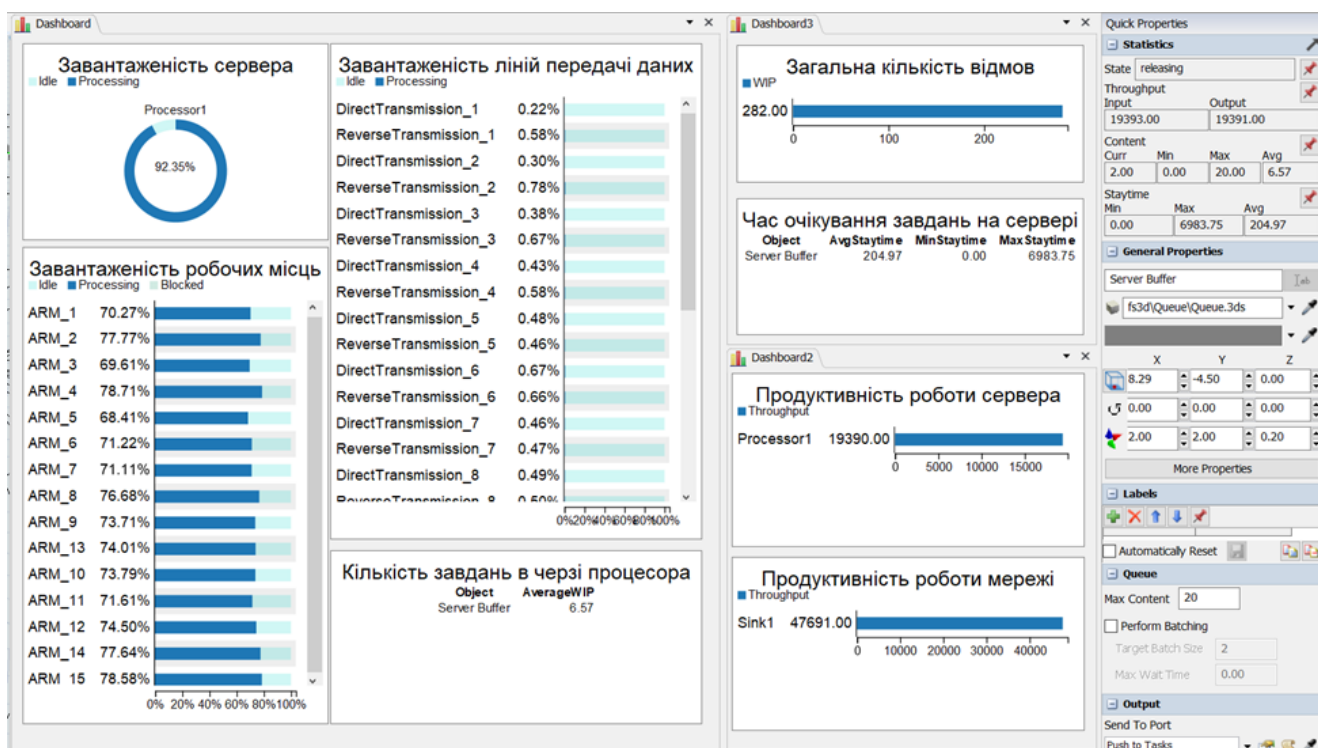 Dashboard
Завантаженість сервера
Idle Processing
Processor1
92.35%
Завантаженість робочих місць
Idle Processing Blocked
ARM_1 70.27%
ARM_2 77.77%
ARM_3 69.61%
ARM_4 78.71%
ARM_5 68.41%
ARM_6 71.22%
ARM_7 71.11%
ARM_8 76.68%
ARM_9 73.71%
ARM_13 74.01%
ARM_10 73.79%
ARM_11 71.61%
ARM_12 74.50%
ARM_14 77.64%
ARM_15 78.58%
0% 20% 40% 60% 80%100%
Завантаженість ліній передачі даних
Idle Processing
DirectTransmission_1 0.22%
ReverseTransmission_1 0.58%
DirectTransmission_2 0.30%
ReverseTransmission_2 0.78%
DirectTransmission_3 0.38%
ReverseTransmission_3 0.67%
DirectTransmission_4 0.43%
ReverseTransmission_4 0.58%
DirectTransmission_5 0.48%
ReverseTransmission_5 0.46%
DirectTransmission_6 0.67%
ReverseTransmission_6 0.66%
DirectTransmission_7 0.46%
ReverseTransmission_7 0.47%
DirectTransmission_8 0.49%
ReverseTransmission_8 0.50%
0%20%40%60%80%100%
Кількість завдань в черзі процесора
Object AverageWIP
Server Buffer 6.57
Dashboard3
Загальна кількість відмов
WIP
282.00
0 100 200
Час очікування завдань на сервері
Object AvgStaytime MinStaytime MaxStaytime
Server Buffer 204.97 0.00 6983.75
Dashboard2
Продуктивність роботи сервера
Throughput
Processor1 19390.00
0 5000 10000 15000
Продуктивність роботи мережі
Throughput
Sink1 47691.00
0 10000 20000 30000 40000
Quick Properties
Statistics
State releasing
Throughput
Input Output
19393.00 19391.00
Content
Curr Min Max Avg
2.00 0.00 20.00 6.57
Staytime
Min Max Avg
0.00 6983.75 204.97
General Properties
Server Buffer
fs3d\Queue\Queue.3ds
X Y Z
8.29 -4.50 0.00
0.00 0.00 0.00
2.00 2.00 0.20
More Properties
Labels
Automatically Reset
Queue
Max Content 20
Perform Batching
Target Batch Size 2
Max Wait Time 0.00
Output
Send To Port
Push to Tasks